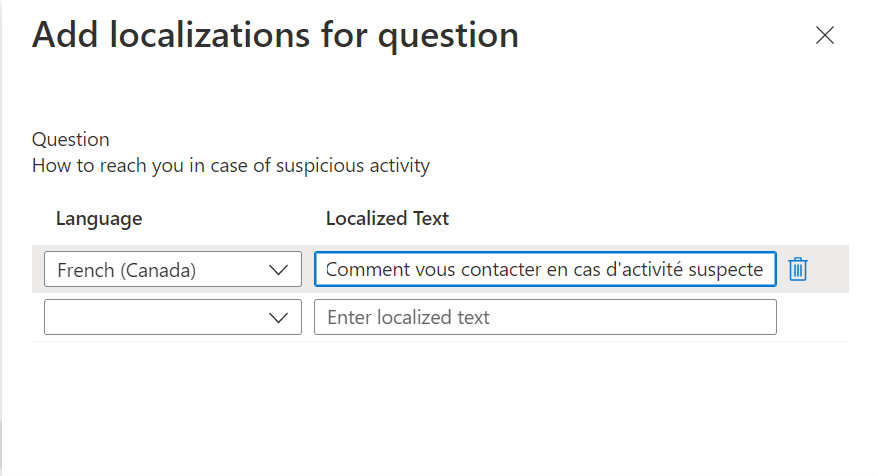 Add localizations for question
Question
How to reach you in case of suspicious activity
Language Localized Text
French (Canada) Comment vous contacter en cas d'activité suspecte
Enter localized text